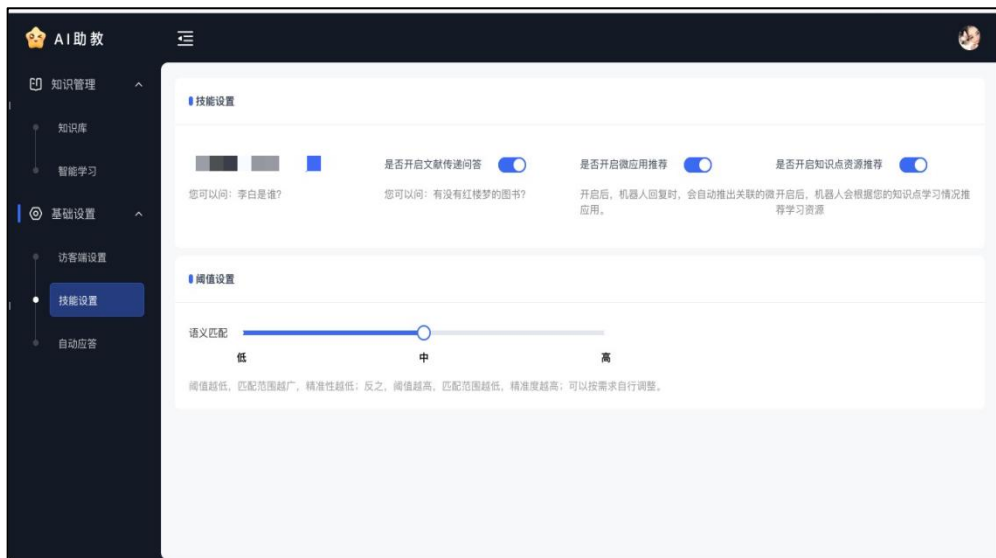 AI助教
知识管理
知识库
智能学习
基础设置
访客端设置
技能设置
自动应答
技能设置
是否开启文献传递问答
是否开启微应用推荐
是否开启知识点资源推荐
您可以问：李白是谁?
您可以问：有没有红楼梦的图书?
开启后，机器人回复时，会自动推出关联的微
应用。
开启后，机器人会根据您的知识点学习情况推
荐学习资源
阈值设置
语义匹配
低
中
高
阈值越低，匹配范围越广，精准性越低；反之，阈值越高，匹配范围越低，精准度越高；可以按需求自行调整。